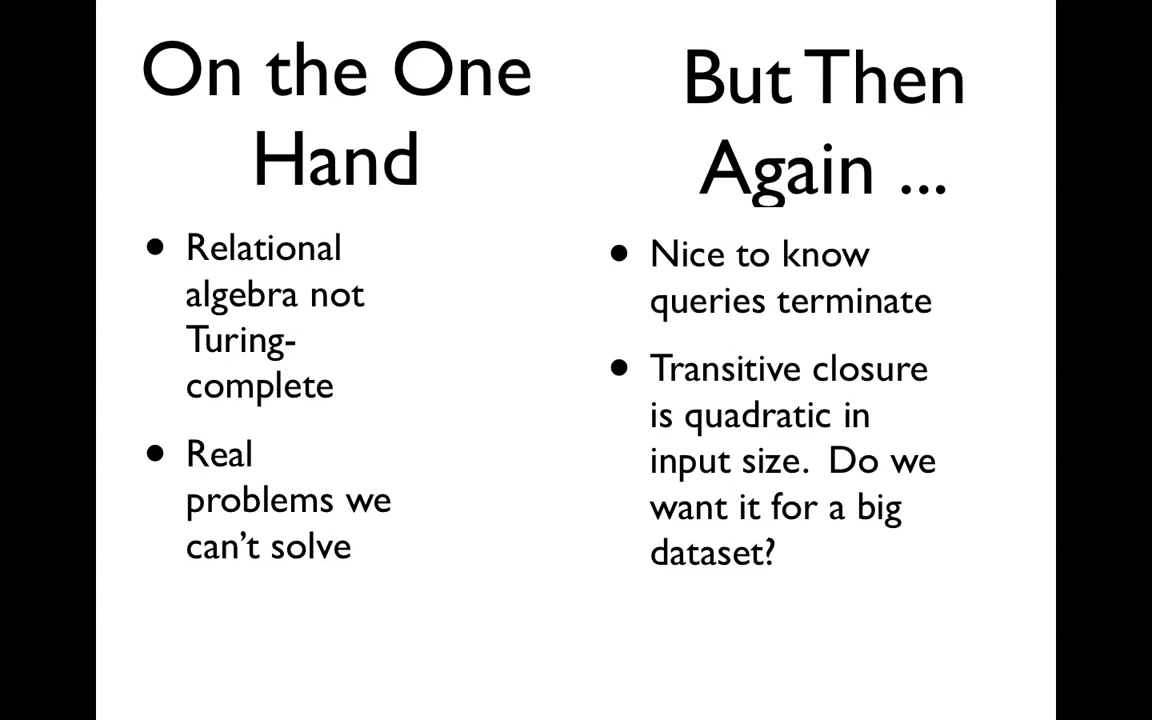 On the One
Hand
• Relational
algebra not
Turing-
complete
• Real
problems we
can’t solve
But Then
Again ...
• Nice to know
queries terminate
• Transitive closure
is quadratic in
input size.  Do we
want it for a big
dataset?